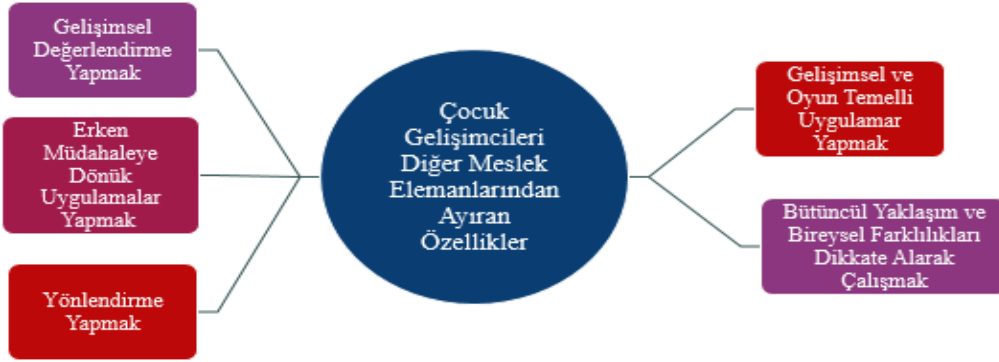 Gelişimsel
Değerlendirme
Yapmak
Erken
Müdahaleye
Dönük
Uygulamalar
Yapmak
Yönlendirme
Yapmak
Çocuk
Gelişimcileri
Diğer Meslek
Elemanlarından
Ayıran
Özellikler
Gelişimsel ve
Oyun Temelli
Uygulamar
Yapmak
Bütüncül Yaklaşım ve
Bireysel Farklılıkları
Dikkate Alarak
Çalışmak